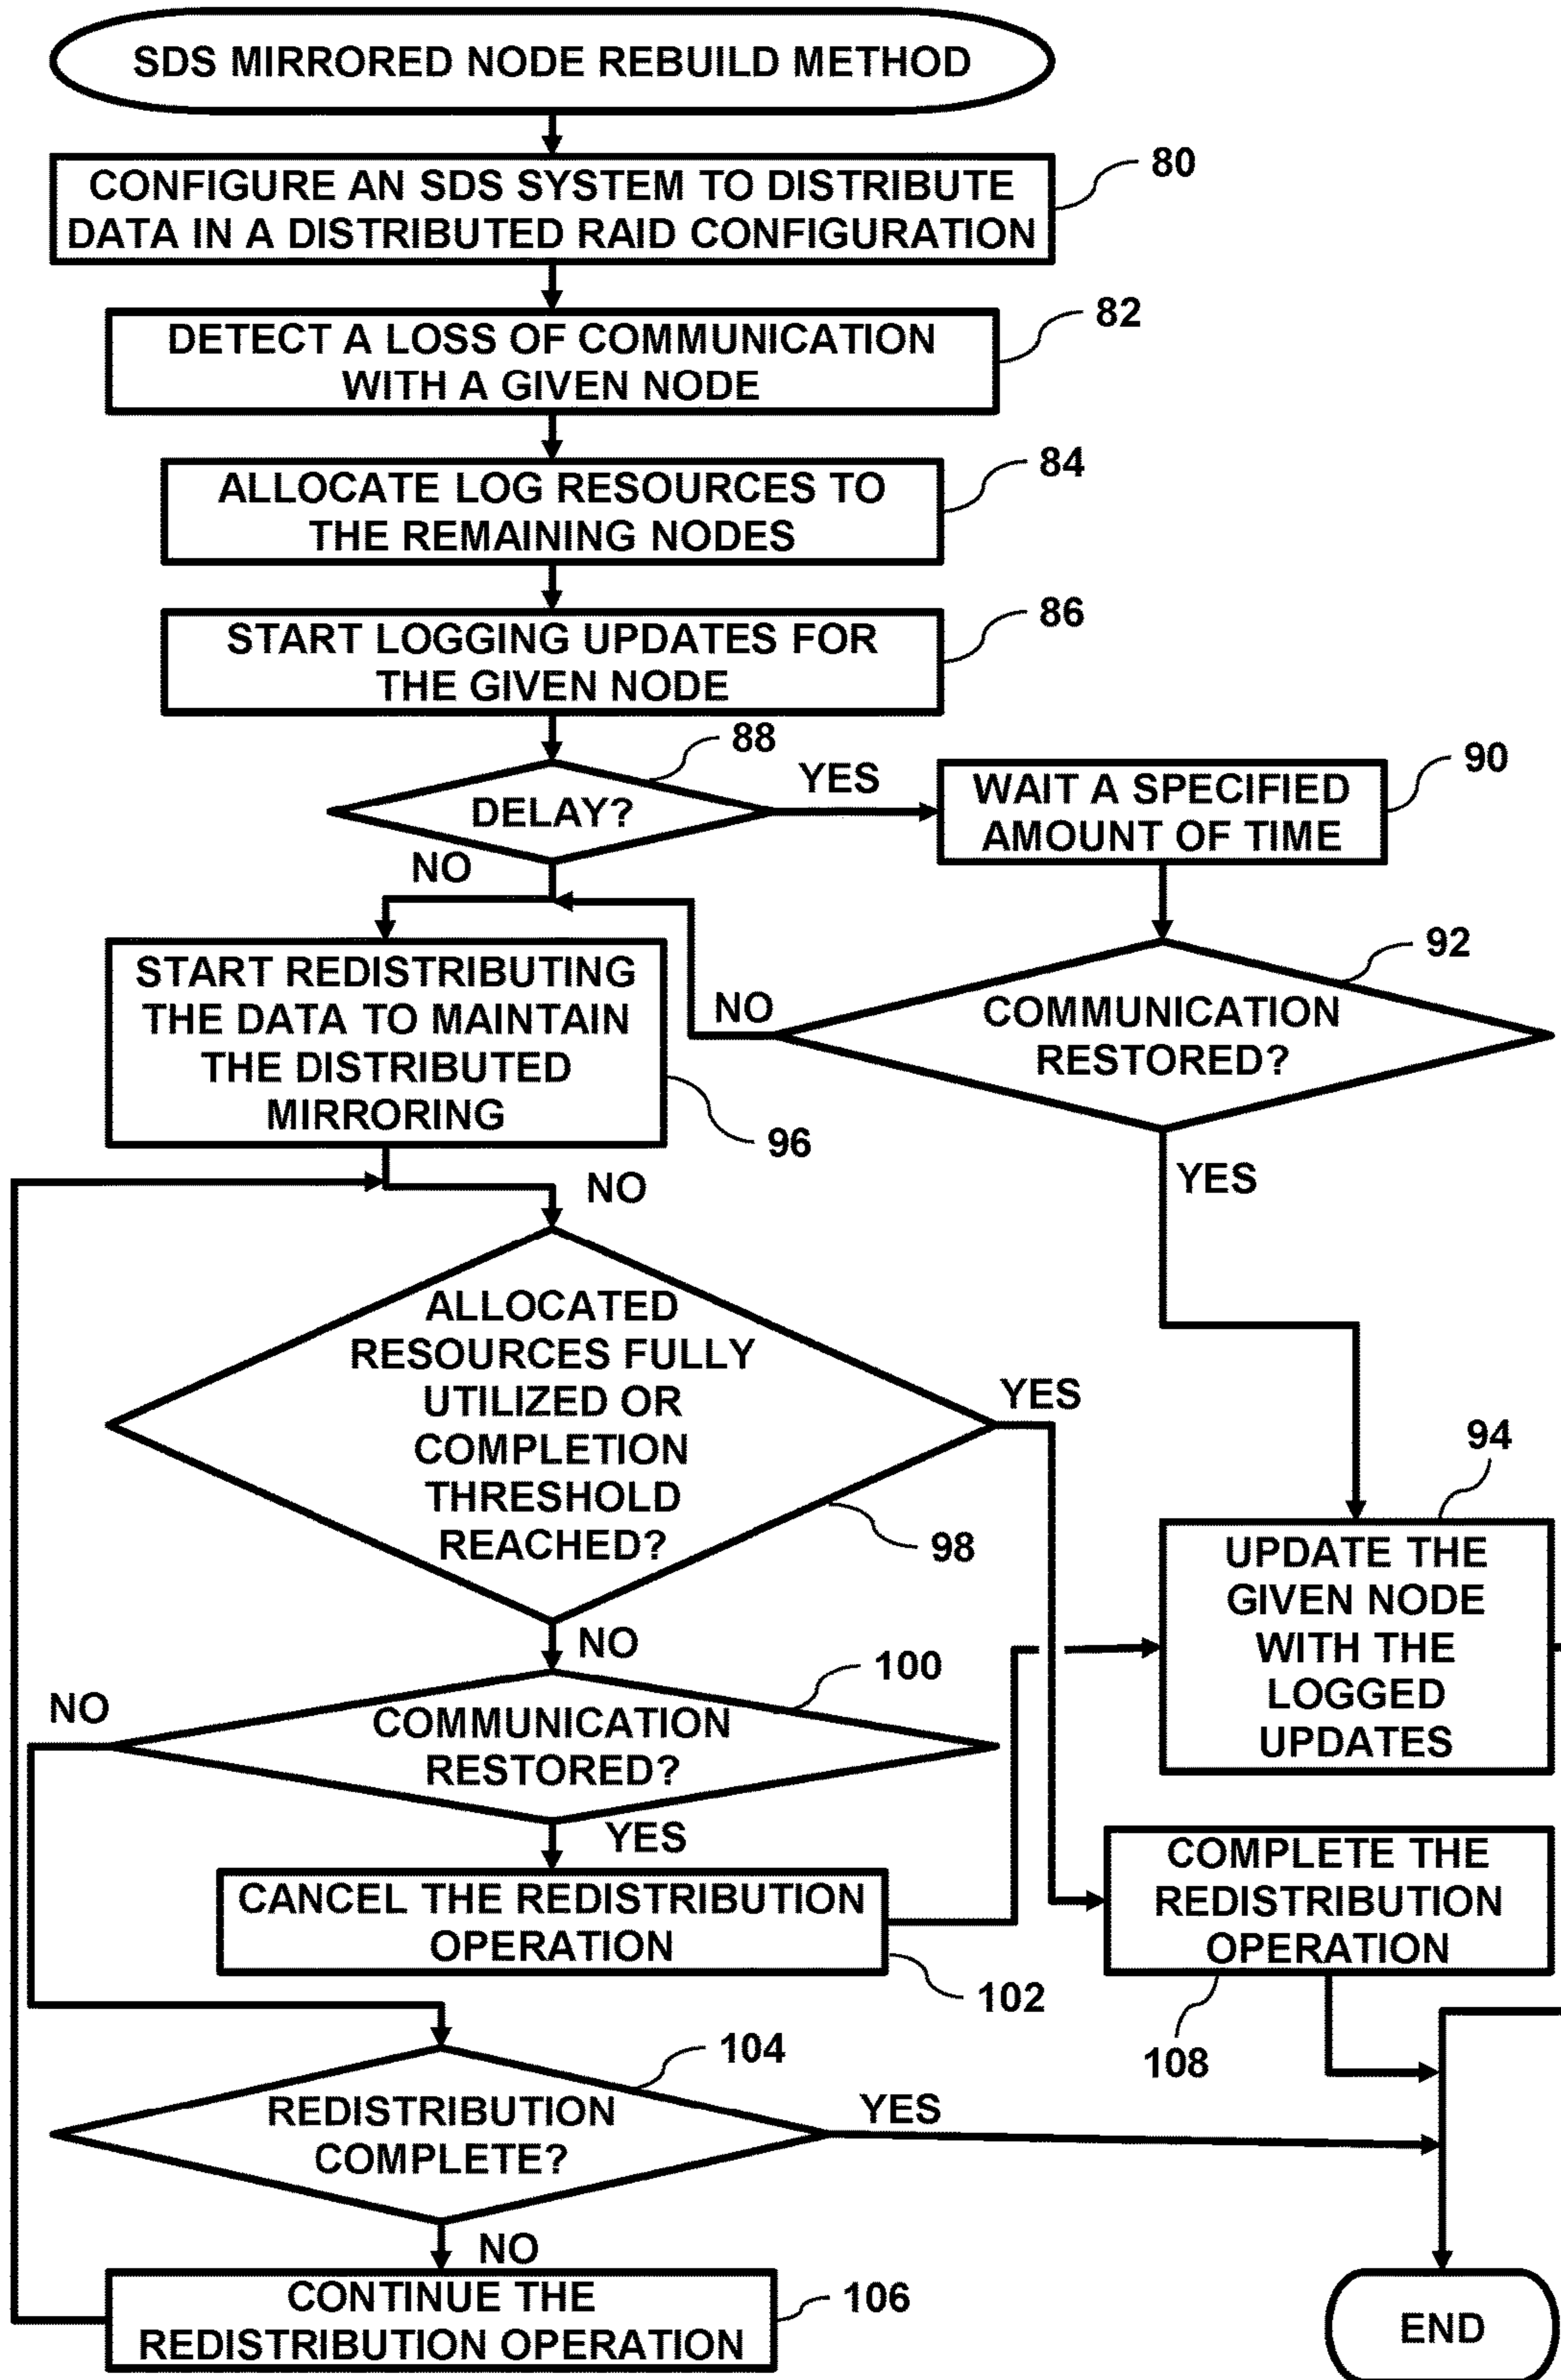 SDS MIRRORED NODE REBUILD METHOD
CONFIGURE AN SDS SYSTEM TO DISTRIBUTE
DATA IN A DISTRIBUTED RAID CONFIGURATION
80
DETECT A LOSS OF COMMUNICATION
WITH A GIVEN NODE
82
ALLOCATE LOG RESOURCES TO
THE REMAINING NODES
84
START LOGGING UPDATES FOR
THE GIVEN NODE
86
DELAY?
88
YES
NO
WAIT A SPECIFIED
AMOUNT OF TIME
90
COMMUNICATION
RESTORED?
92
NO
YES
START REDISTRIBUTING
THE DATA TO MAINTAIN
THE DISTRIBUTED
MIRRORING
96
NO
ALLOCATED
RESOURCES FULLY
UTILIZED OR
COMPLETION
THRESHOLD
REACHED?
98
YES
NO
94
UPDATE THE
GIVEN NODE
WITH THE
LOGGED
UPDATES
COMMUNICATION
RESTORED?
100
NO
YES
CANCEL THE REDISTRIBUTION
OPERATION
102
COMPLETE THE
REDISTRIBUTION
OPERATION
108
REDISTRIBUTION
COMPLETE?
104
YES
NO
CONTINUE THE
REDISTRIBUTION OPERATION
106
END